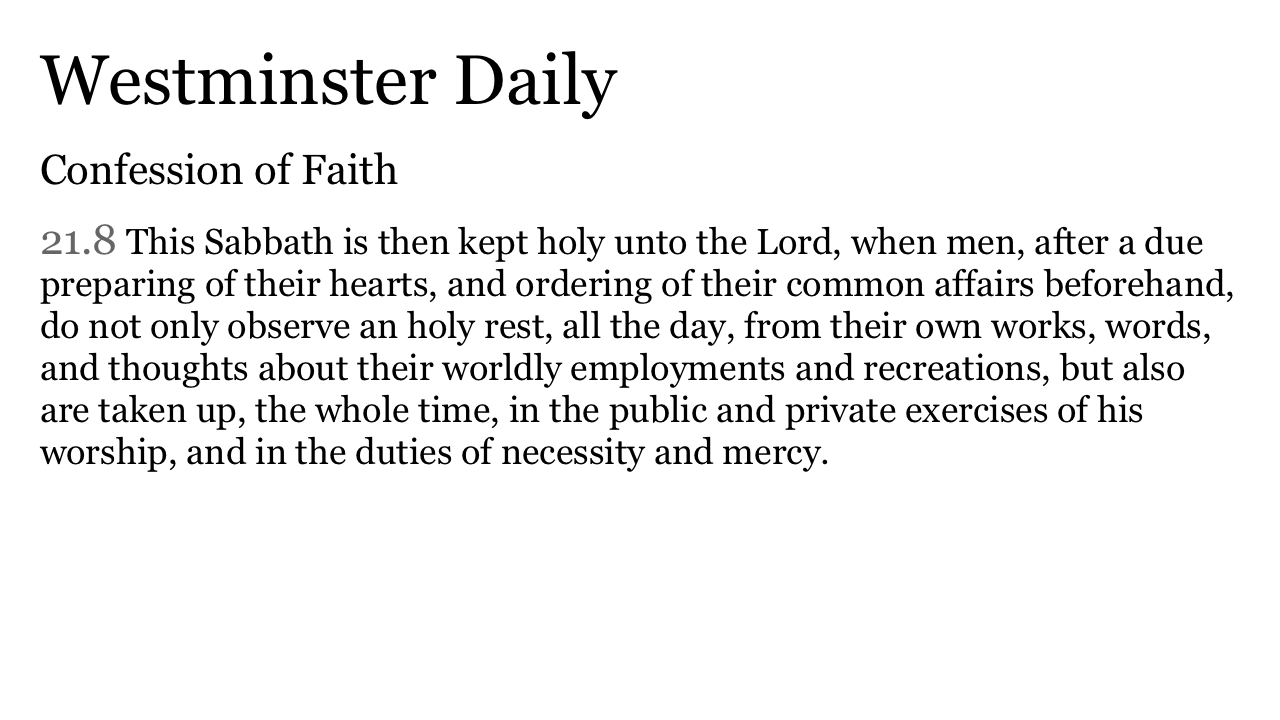 Westminster Daily
Confession of Faith
21.8 This Sabbath is then kept holy unto the Lord, when men, after a due
preparing of their hearts, and ordering of their common affairs beforehand,
do not only observe an holy rest, all the day, from their own works, words,
and thoughts about their worldly employments and recreations, but also
are taken up, the whole time, in the public and private exercises of his
worship, and in the duties of necessity and mercy.